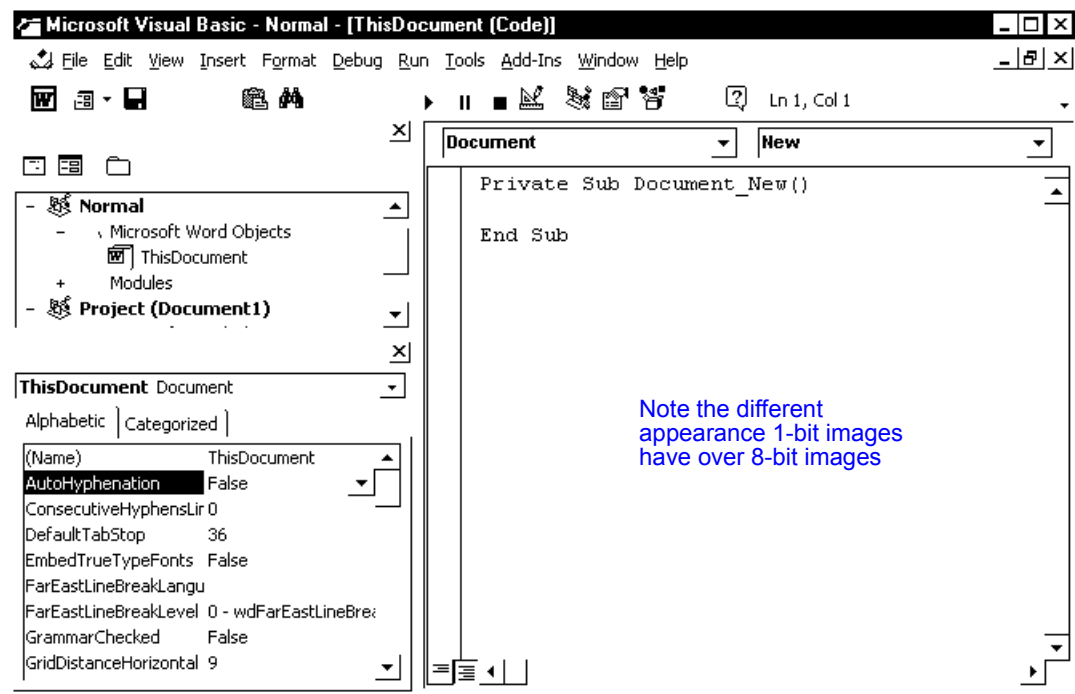 Microsoft Visual Basic - Normal - [ThisDocument (Code)]
File Edit View Insert Format Debug Run Tools Add-Ins Window Help
Ln 1, Col 1
Document
New
Normal
Microsoft Word Objects
ThisDocument
Modules
Project (Document1)
Private Sub Document_New()
End Sub
ThisDocument Document
Alphabetic Categorized
(Name) ThisDocument
AutoHyphenation False
ConsecutiveHyphensLir 0
DefaultTabStop 36
EmbedTrueTypeFonts False
FarEastLineBreakLangu
FarEastLineBreakLevel 0 - wdFarEastLineBrea
GrammarChecked False
GridDistanceHorizontal 9
Note the different
appearance 1-bit images
have over 8-bit images